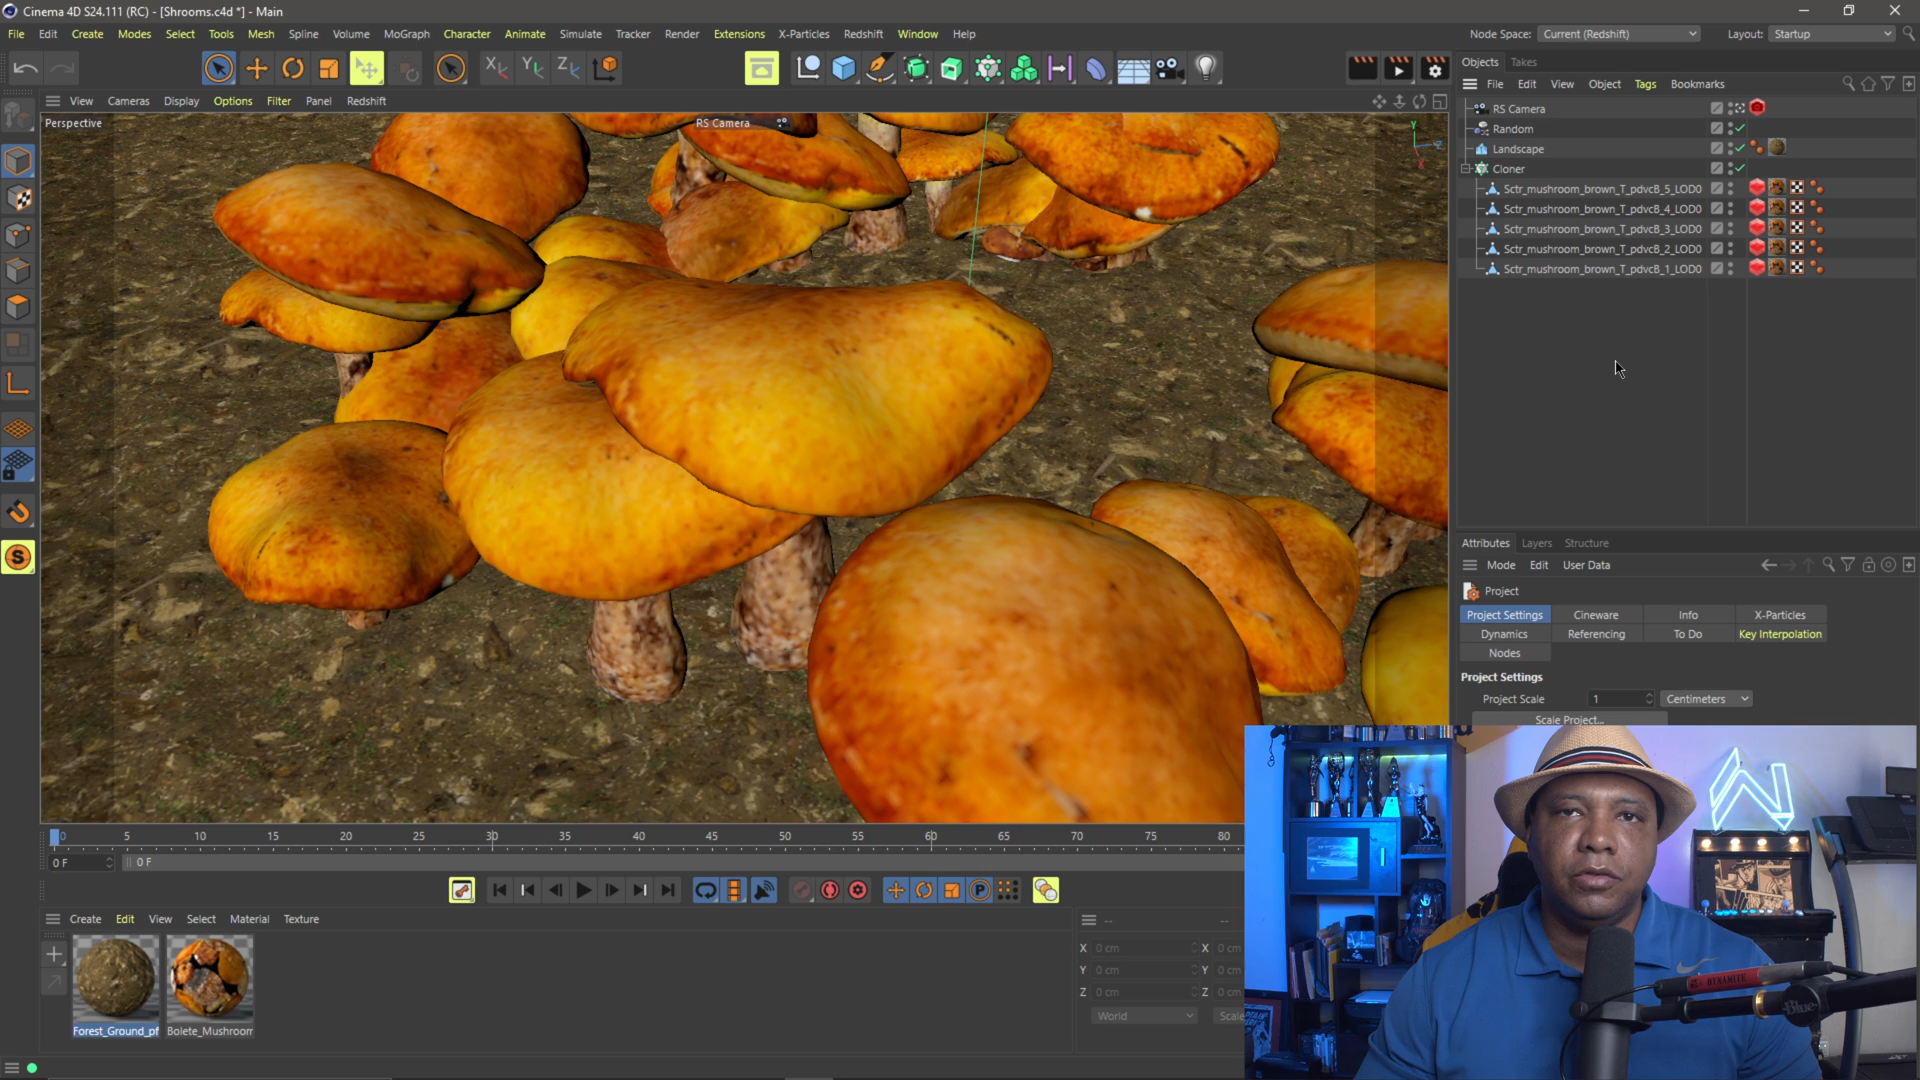 Cinema 4D S24.111 (RC) - [Shrooms.c4d *] - Main
File Edit Create Modes Select Tools Mesh Spline Volume MoGraph Character Animate Simulate Tracker Render Extensions X-Particles Redshift Window Help
Node Space: Current (Redshift) Layout: Startup
X Y Z
Objects Takes
File Edit View Object Tags Bookmarks
View Cameras Display Options Filter Panel Redshift
Perspective
RS Camera
Y
Z
X
RS Camera
Random
Landscape
Cloner
Sctr_mushroom_brown_T_pdvcB_5_LOD0
Sctr_mushroom_brown_T_pdvcB_4_LOD0
Sctr_mushroom_brown_T_pdvcB_3_LOD0
Sctr_mushroom_brown_T_pdvcB_2_LOD0
Sctr_mushroom_brown_T_pdvcB_1_LOD0
S
Attributes Layers Structure
Mode Edit User Data
Project
Project Settings Cineware Info X-Particles
Dynamics Referencing To Do Key Interpolation
Nodes
Project Settings
Project Scale 1 Centimeters
Scale Project...
0 5 10 15 20 25 30 35 40 45 50 55 60 65 70 75 80
0 F 0 F
P
Create Edit View Select Material Texture
-- --
X 0 cm X 0 cm
Y 0 cm Y 0 cm
Z 0 cm Z 0 cm
World Scale
Forest_Ground_pf Bolete_Mushroom
DYNAMITE
Blue